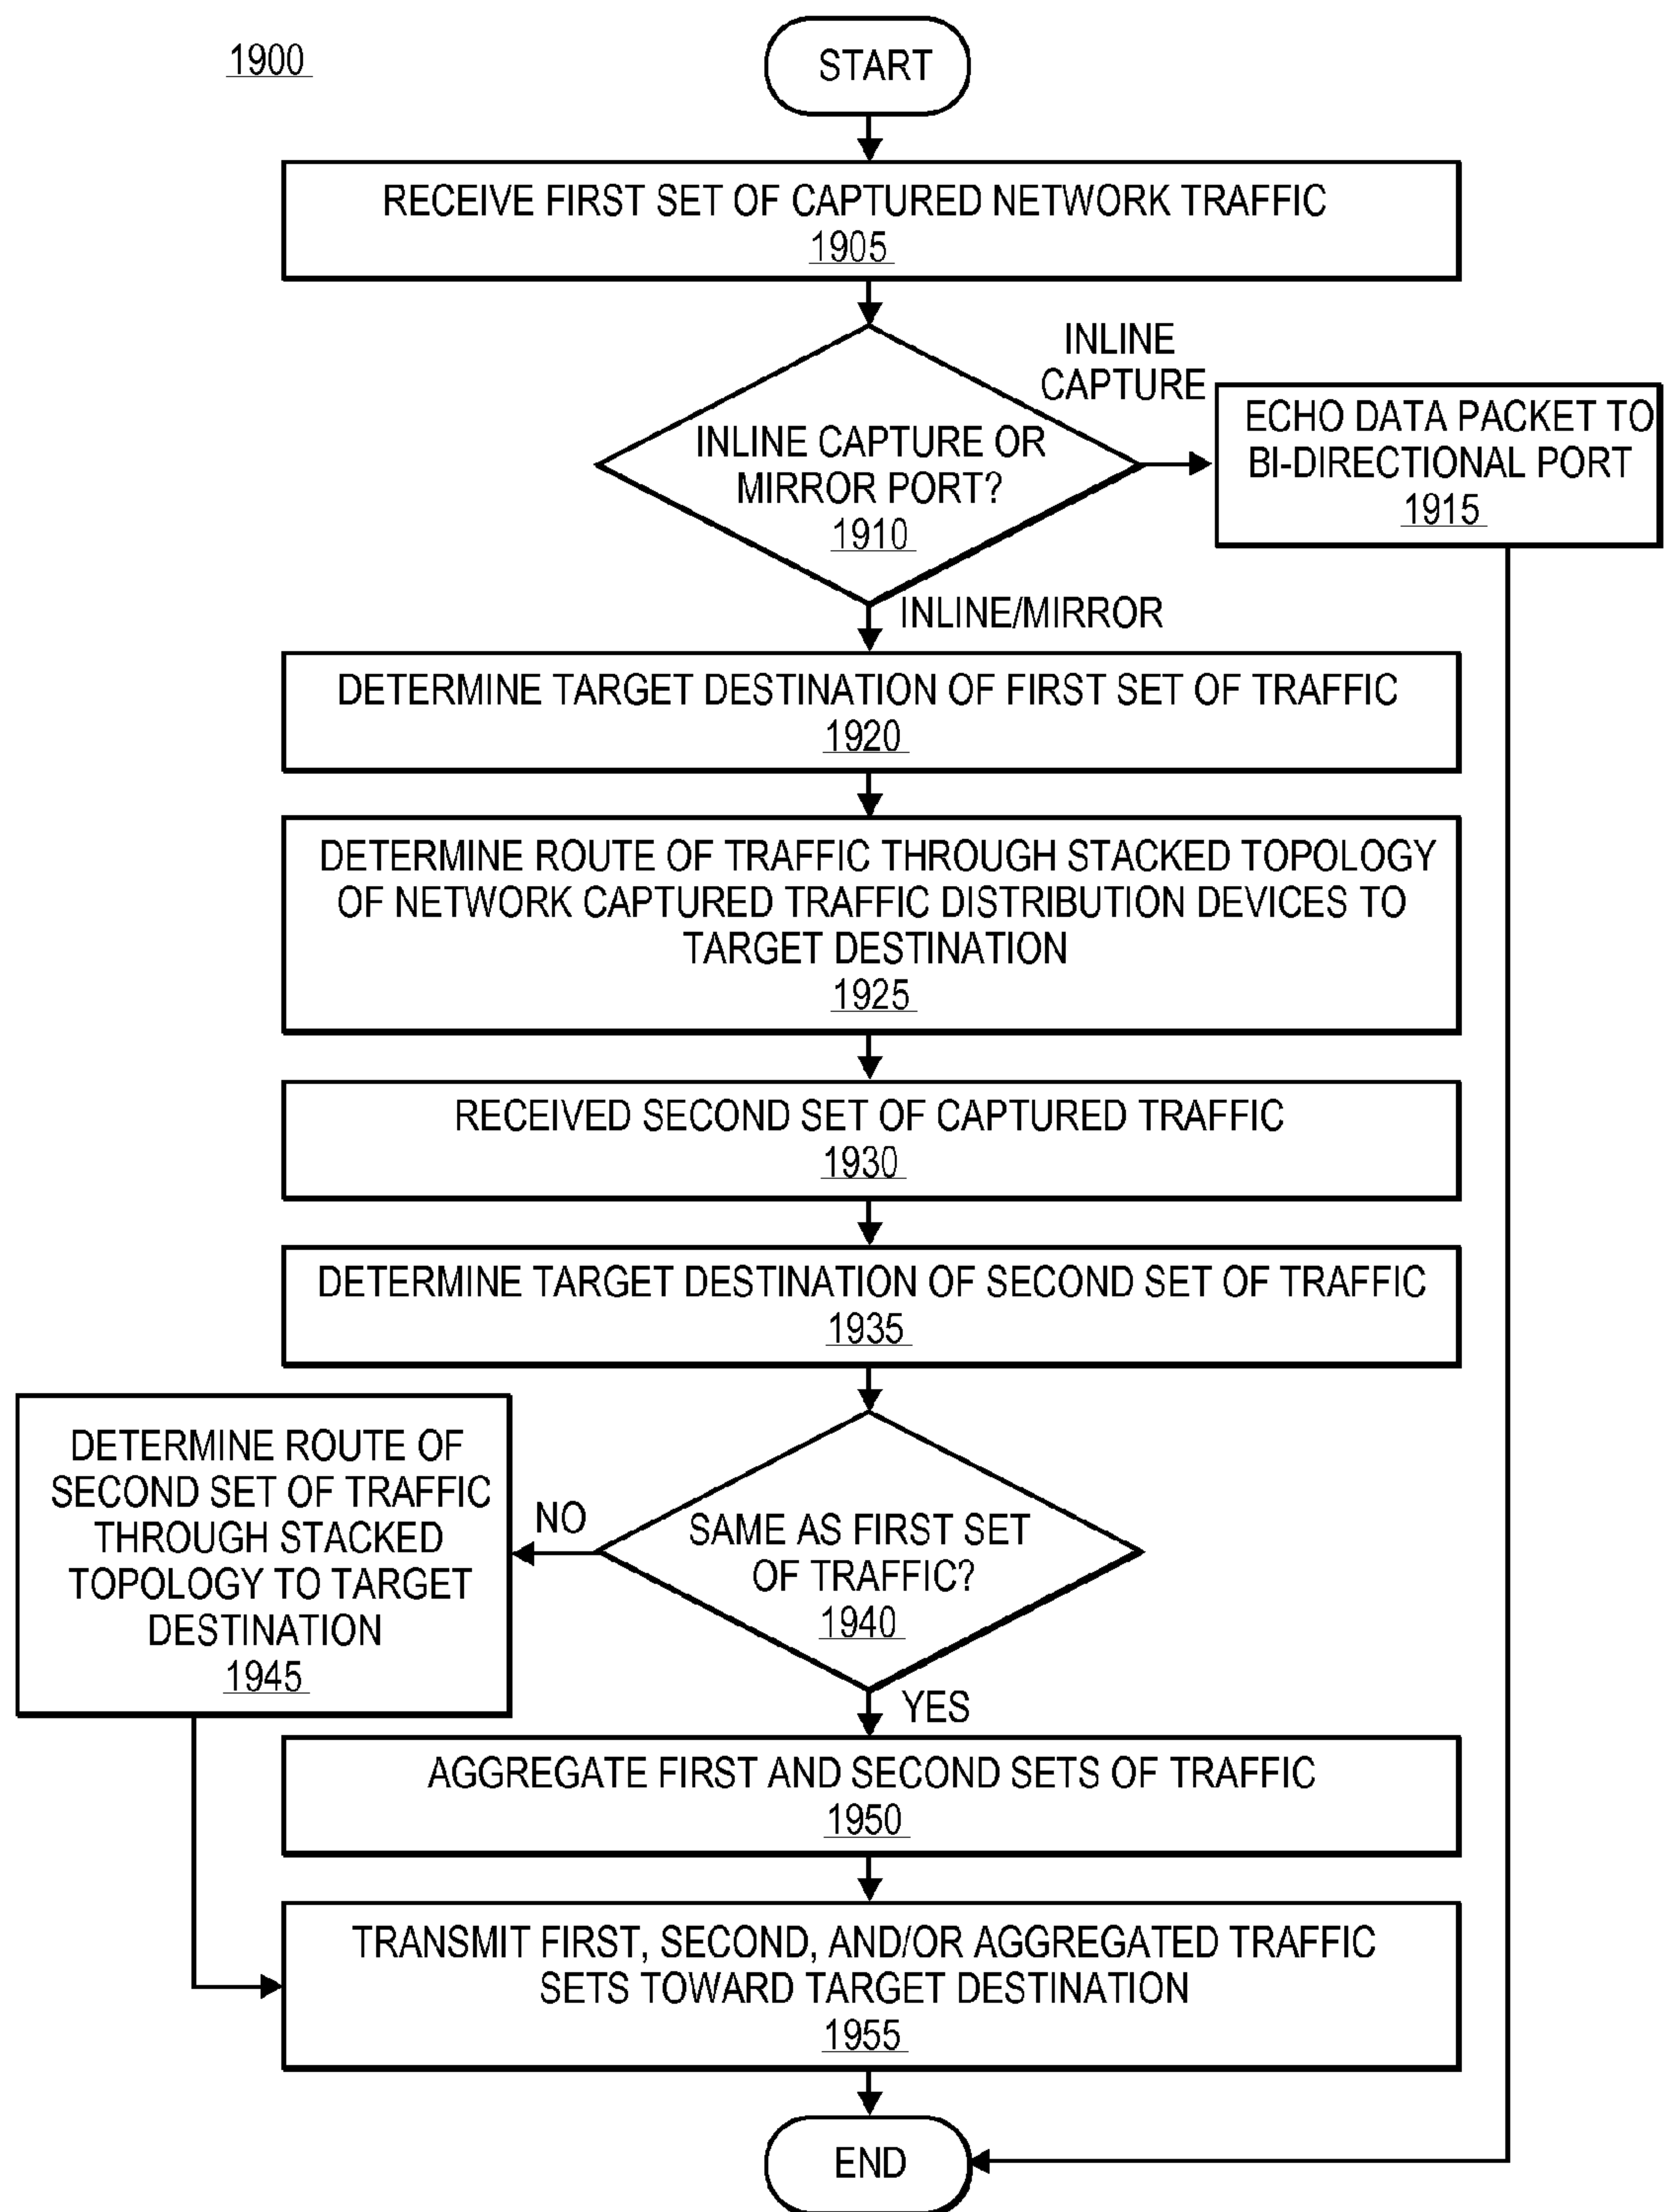 1900
START
RECEIVE FIRST SET OF CAPTURED NETWORK TRAFFIC
1905
INLINE
CAPTURE
INLINE CAPTURE OR
MIRROR PORT?
1910
ECHO DATA PACKET TO
BI-DIRECTIONAL PORT
1915
INLINE/MIRROR
DETERMINE TARGET DESTINATION OF FIRST SET OF TRAFFIC
1920
DETERMINE ROUTE OF TRAFFIC THROUGH STACKED TOPOLOGY
OF NETWORK CAPTURED TRAFFIC DISTRIBUTION DEVICES TO
TARGET DESTINATION
1925
RECEIVED SECOND SET OF CAPTURED TRAFFIC
1930
DETERMINE TARGET DESTINATION OF SECOND SET OF TRAFFIC
1935
SAME AS FIRST SET
OF TRAFFIC?
1940
NO
DETERMINE ROUTE OF
SECOND SET OF TRAFFIC
THROUGH STACKED
TOPOLOGY TO TARGET
DESTINATION
1945
YES
AGGREGATE FIRST AND SECOND SETS OF TRAFFIC
1950
TRANSMIT FIRST, SECOND, AND/OR AGGREGATED TRAFFIC
SETS TOWARD TARGET DESTINATION
1955
END